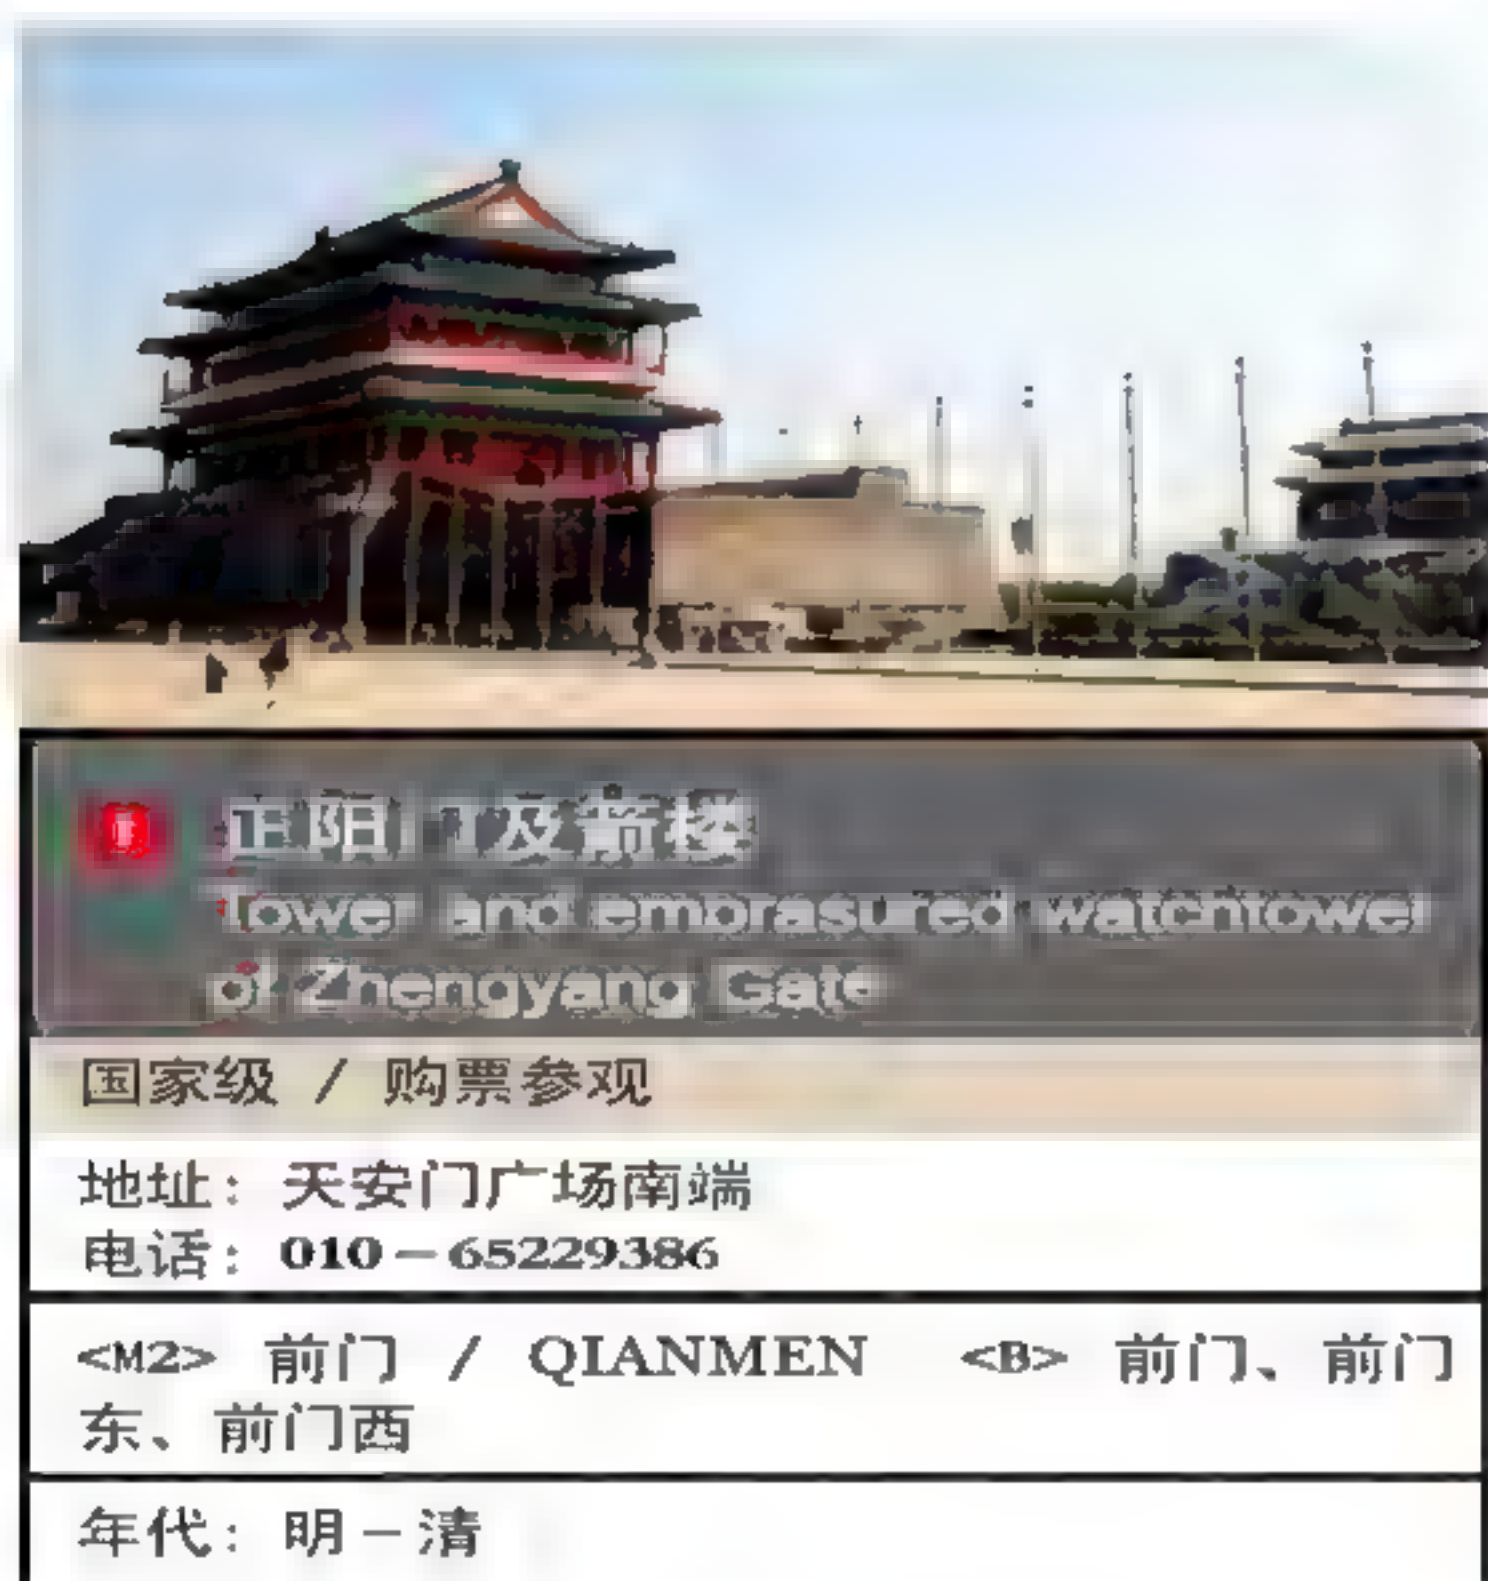 正阳门及箭楼
Tower and embrasured watchtower
of Zhengyang Gate
国家级 / 购票参观
地址：天安门广场南端
电话：010－65229386
<M2> 前门 / QIANMEN <B> 前门、前门
东、前门西
年代：明－清